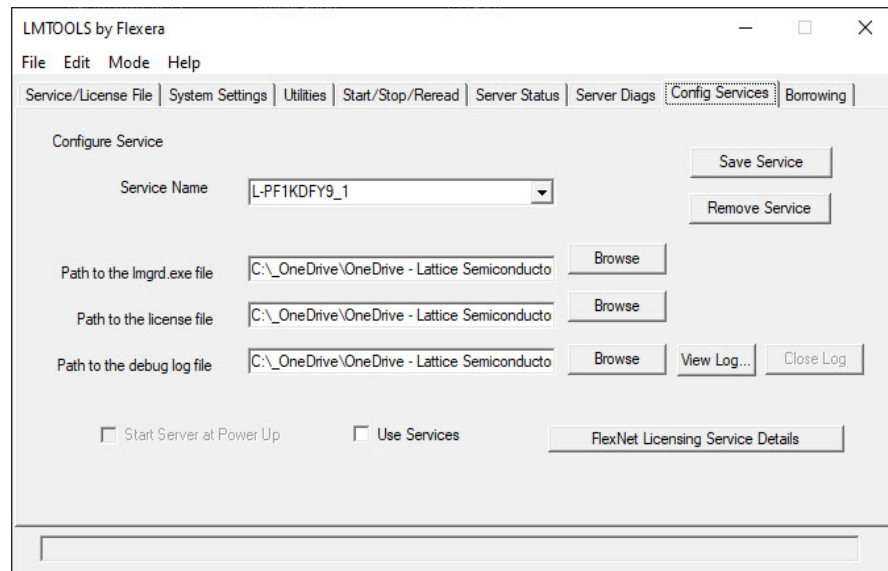 LMTOOLS by Flexera
File Edit Mode Help
Service/License File System Settings Utilities Start/Stop/Reread Server Status Server Diags Config Services Borrowing
Configure Service
Save Service
Service Name L-PF1KDFY9_1
Remove Service
Path to the lmgrd.exe file C:\_OneDrive\OneDrive - Lattice Semiconducto Browse
Path to the license file C:\_OneDrive\OneDrive - Lattice Semiconducto Browse
Path to the debug log file C:\_OneDrive\OneDrive - Lattice Semiconducto Browse View Log... Close Log
Start Server at Power Up Use Services FlexNet Licensing Service Details